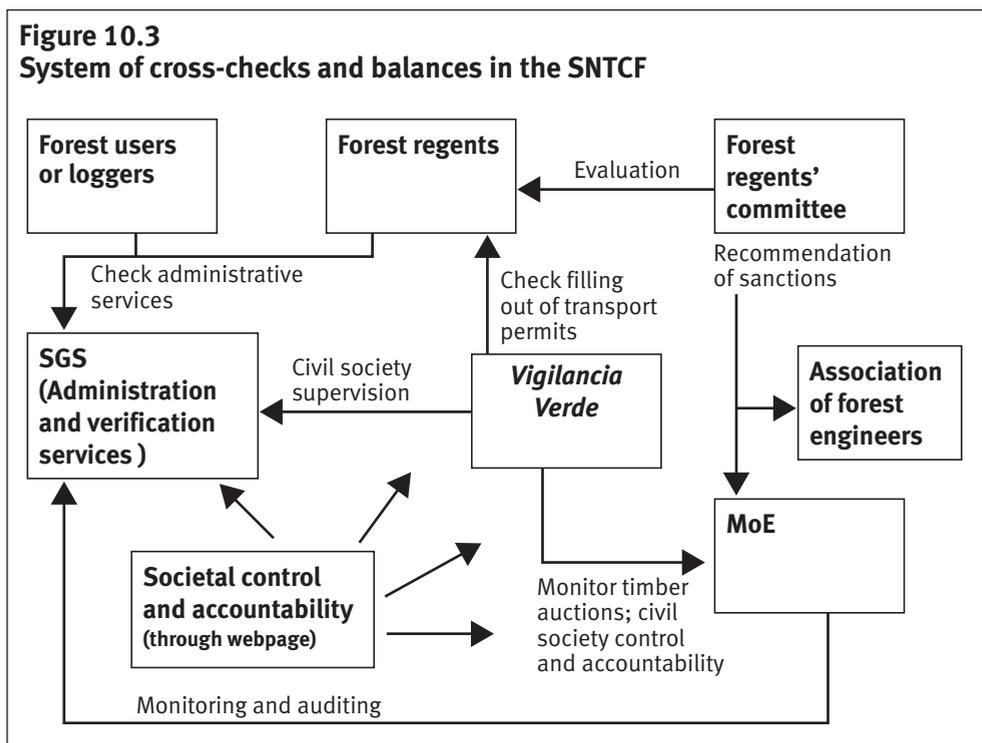 Figure 10.3
System of cross-checks and balances in the SNTCF
Forest users
or loggers
Forest regents
Evaluation
Forest
regents’
committee
Check administrative
services
Check filling
out of transport
permits
Recommendation
of sanctions
SGS
(Administration
and verification
services )
Civil society
supervision
Vigilancia
Verde
Association
of forest
engineers
MoE
Societal control
and accountability
(through webpage)
Monitor timber
auctions; civil
society control
and accountability
Monitoring and auditing